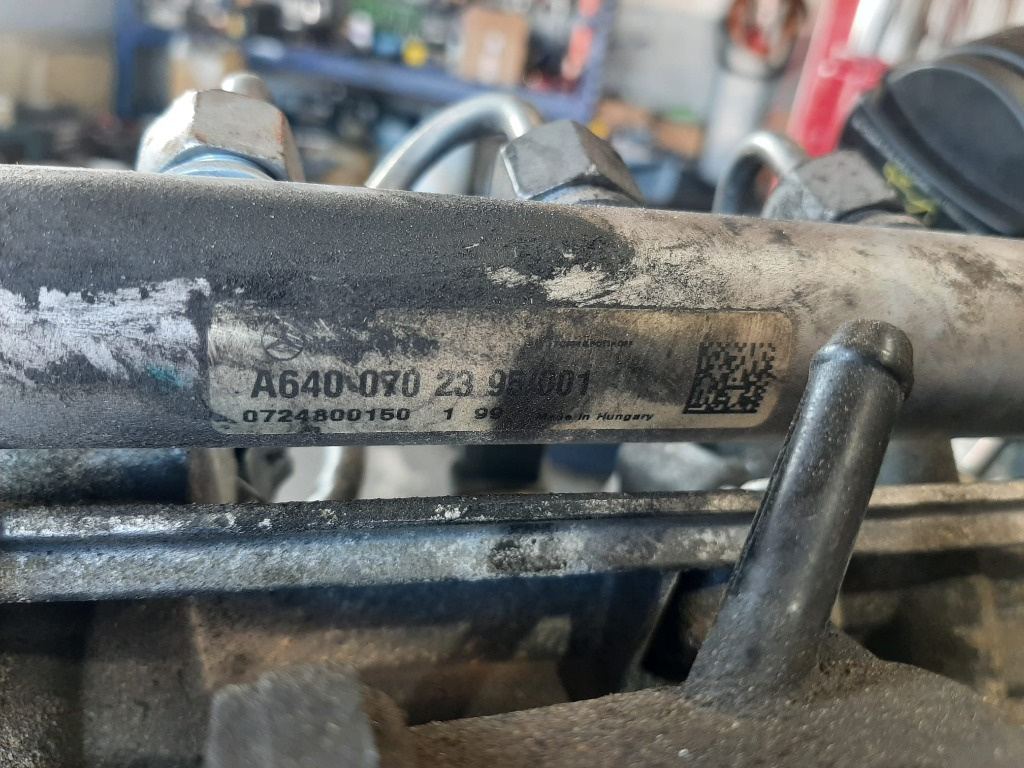 A640 070 23 95/001
0724800150 1 99
Made in Hungary